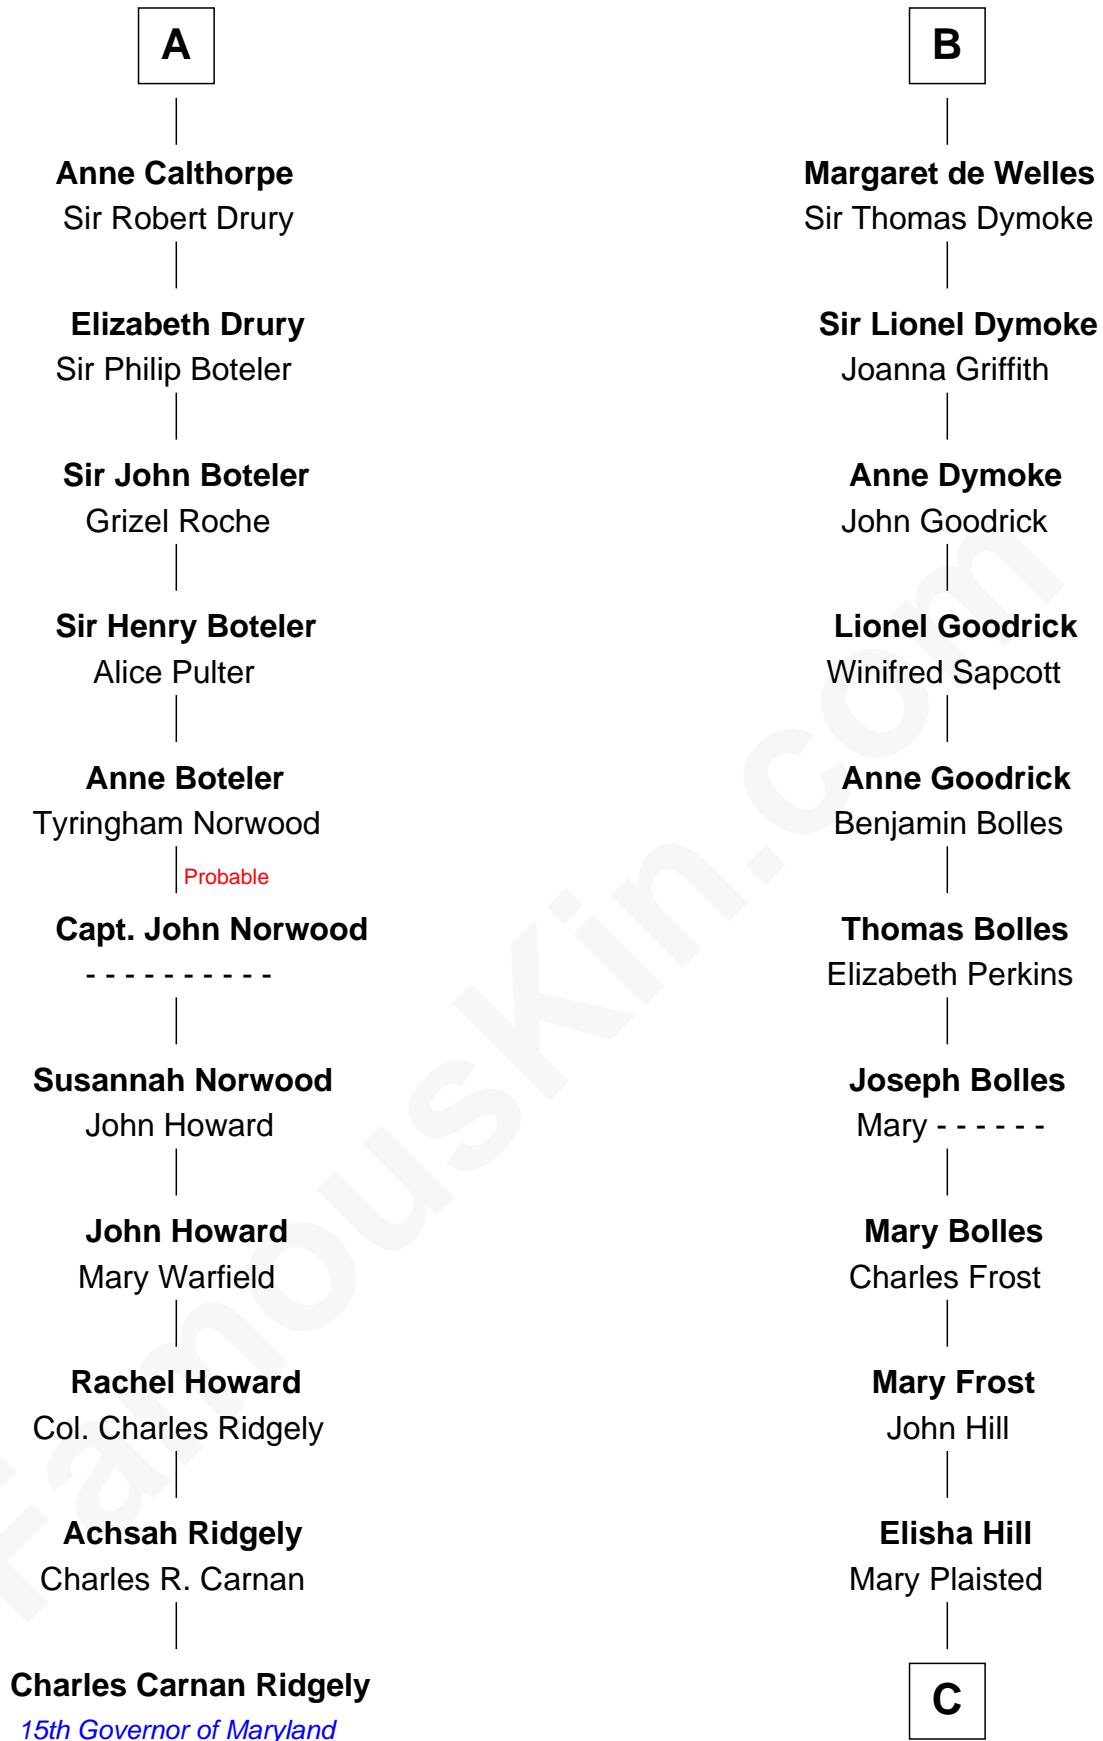 A
Anne Calthorpe
Sir Robert Drury
Elizabeth Drury
Sir Philip Boteler
Sir John Boteler
Grizel Roche
Sir Henry Boteler
Alice Pulter
Anne Boteler
Tyringham Norwood
Probable
Capt. John Norwood
- - - - - - - - - -
Susannah Norwood
John Howard
John Howard
Mary Warfield
Rachel Howard
Col. Charles Ridgely
Achsah Ridgely
Charles R. Carnan
Charles Carnan Ridgely
15th Governor of Maryland
B
Margaret de Welles
Sir Thomas Dymoke
Sir Lionel Dymoke
Joanna Griffith
Anne Dymoke
John Goodrick
Lionel Goodrick
Winifred Sapcott
Anne Goodrick
Benjamin Bolles
Thomas Bolles
Elizabeth Perkins
Joseph Bolles
Mary - - - - - -
Mary Bolles
Charles Frost
Mary Frost
John Hill
Elisha Hill
Mary Plaisted
C
FamousKin.com